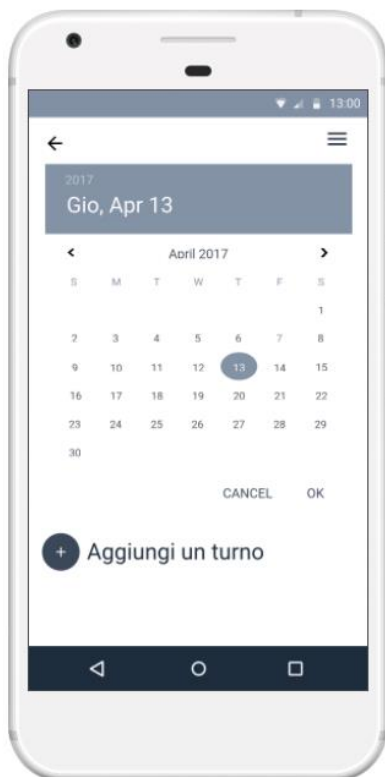 13:00
2017
Gio, Apr 13
April 2017
S M T W T F S
1
2 3 4 5 6 7 8
9 10 11 12 13 14 15
16 17 18 19 20 21 22
23 24 25 26 27 28 29
30
CANCEL OK
+ Aggiungi un turno